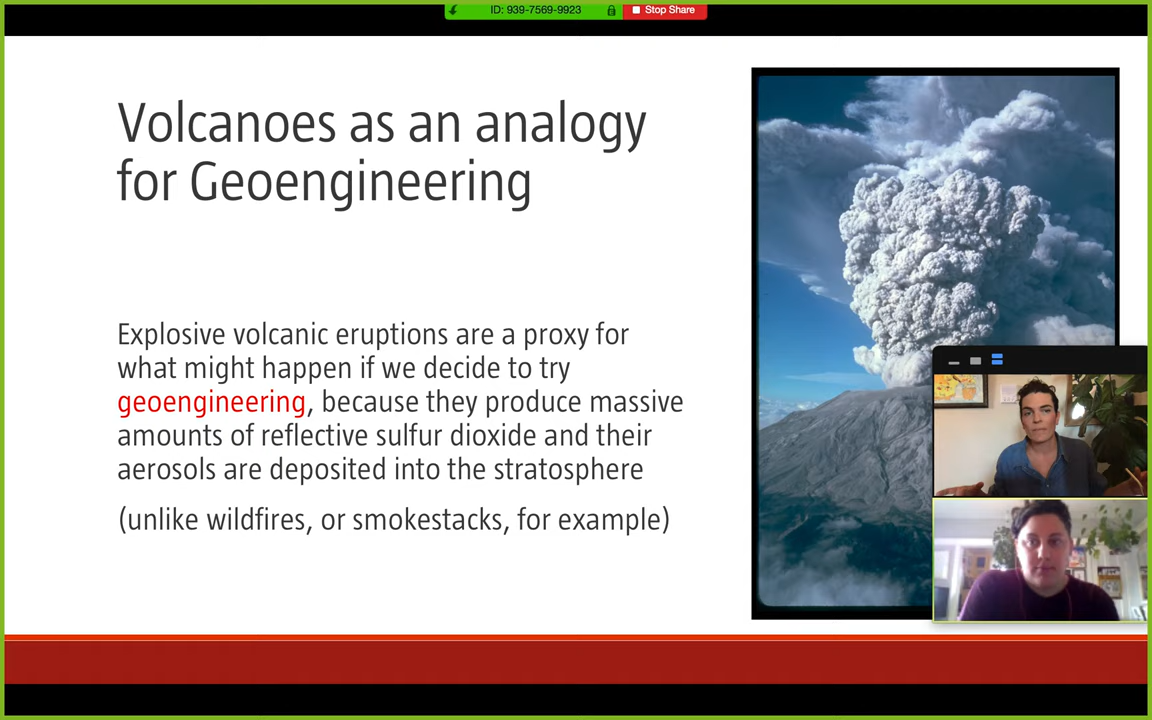 ID: 939-7569-9923
Stop Share
Volcanoes as an analogy
for Geoengineering
Explosive volcanic eruptions are a proxy for
what might happen if we decide to try
geoengineering, because they produce massive
amounts of reflective sulfur dioxide and their
aerosols are deposited into the stratosphere
(unlike wildfires, or smokestacks, for example)